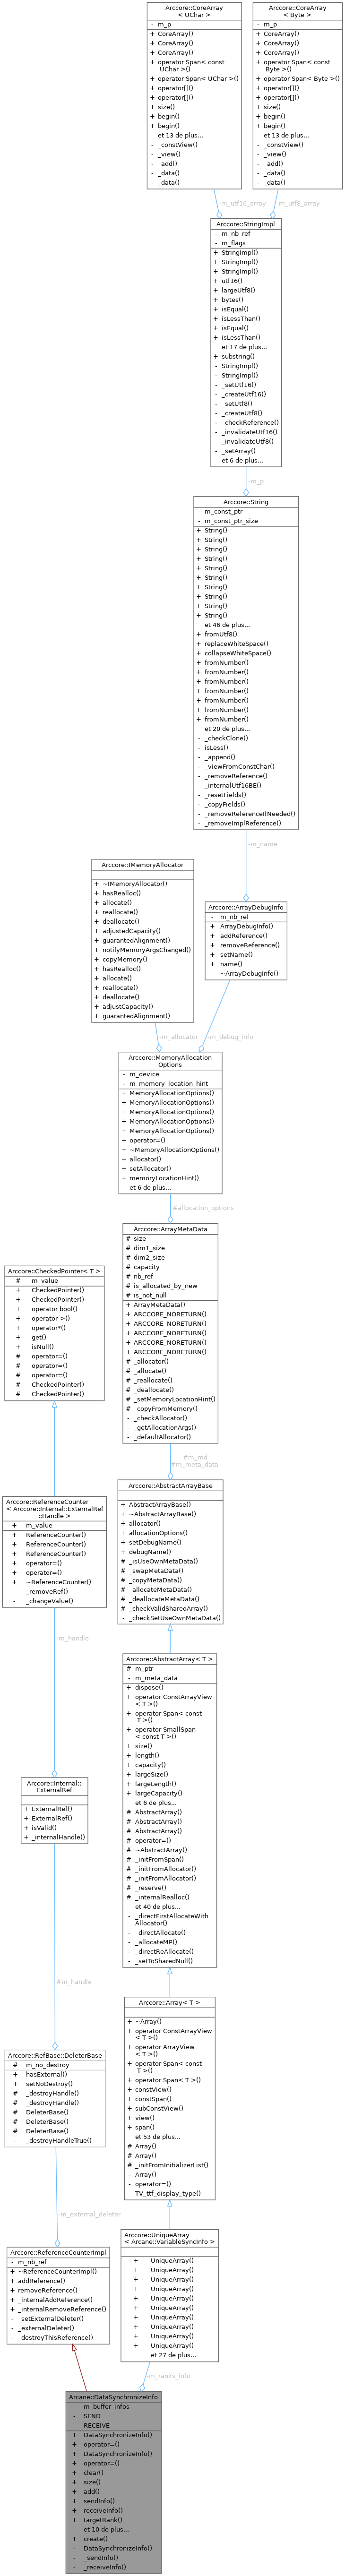 Arccore::CoreArray
< UChar >
- m_p
+ CoreArray()
+ CoreArray()
+ CoreArray()
+ operator Span< const
UChar >()
+ operator Span< UChar >()
+ operator[]()
+ operator[]()
+ size()
+ begin()
+ begin()
et 13 de plus...
- _constView()
- _view()
- _add()
- _data()
- _data()
Arccore::CoreArray
< Byte >
- m_p
+ CoreArray()
+ CoreArray()
+ CoreArray()
+ operator Span< const
Byte >()
+ operator Span< Byte >()
+ operator[]()
+ operator[]()
+ size()
+ begin()
+ begin()
et 13 de plus...
- _constView()
- _view()
- _add()
- _data()
- _data()
-m_utf16_array
-m_utf8_array
Arccore::StringImpl
- m_nb_ref
- m_flags
+ StringImpl()
+ StringImpl()
+ StringImpl()
+ utf16()
+ largeUtf8()
+ bytes()
+ isEqual()
+ isLessThan()
+ isEqual()
+ isLessThan()
et 17 de plus...
+ substring()
- StringImpl()
- StringImpl()
- _setUtf16()
- _createUtf16()
- _setUtf8()
- _createUtf8()
- _checkReference()
- _invalidateUtf16()
- _invalidateUtf8()
- _setArray()
et 6 de plus...
-m_p
Arccore::String
- m_const_ptr
- m_const_ptr_size
+ String()
+ String()
+ String()
+ String()
+ String()
+ String()
+ String()
+ String()
+ String()
+ String()
et 46 de plus...
+ fromUtf8()
+ replaceWhiteSpace()
+ collapseWhiteSpace()
+ fromNumber()
+ fromNumber()
+ fromNumber()
+ fromNumber()
+ fromNumber()
+ fromNumber()
+ fromNumber()
et 20 de plus...
- _checkClone()
- isLess()
- _append()
- _viewFromConstChar()
- _removeReference()
- _internalUtf16BE()
- _resetFields()
- _copyFields()
- _removeReferenceIfNeeded()
- _removeImplReference()
-m_name
Arccore::IMemoryAllocator
+ ~IMemoryAllocator()
+ hasRealloc()
+ allocate()
+ reallocate()
+ deallocate()
+ adjustedCapacity()
+ guarantedAlignment()
+ notifyMemoryArgsChanged()
+ copyMemory()
+ hasRealloc()
+ allocate()
+ reallocate()
+ deallocate()
+ adjustCapacity()
+ guarantedAlignment()
Arccore::ArrayDebugInfo
- m_nb_ref
+ ArrayDebugInfo()
+ addReference()
+ removeReference()
+ setName()
+ name()
- ~ArrayDebugInfo()
-m_allocator
-m_debug_info
Arccore::MemoryAllocation
Options
- m_device
- m_memory_location_hint
+ MemoryAllocationOptions()
+ MemoryAllocationOptions()
+ MemoryAllocationOptions()
+ MemoryAllocationOptions()
+ MemoryAllocationOptions()
+ operator=()
+ ~MemoryAllocationOptions()
+ allocator()
+ setAllocator()
+ memoryLocationHint()
et 6 de plus...
#allocation_options
Arccore::ArrayMetaData
# size
# dim1_size
# dim2_size
# capacity
# nb_ref
# is_allocated_by_new
# is_not_null
+ ArrayMetaData()
+ ARCCORE_NORETURN()
+ ARCCORE_NORETURN()
+ ARCCORE_NORETURN()
+ ARCCORE_NORETURN()
+ ARCCORE_NORETURN()
# _allocator()
# _allocate()
# _reallocate()
# _deallocate()
# _setMemoryLocationHint()
# _copyFromMemory()
- _checkAllocator()
- _getAllocationArgs()
- _defaultAllocator()
#m_md
#m_meta_data
Arccore::CheckedPointer< T >
# m_value
+ CheckedPointer()
+ CheckedPointer()
+ operator bool()
+ operator->()
+ operator*()
+ get()
+ isNull()
# operator=()
# operator=()
# operator=()
# CheckedPointer()
# CheckedPointer()
Arccore::ReferenceCounter
< Arccore::Internal::ExternalRef
::Handle >
+ m_value
+ ReferenceCounter()
+ ReferenceCounter()
+ ReferenceCounter()
+ operator=()
+ operator=()
+ ~ReferenceCounter()
- _removeRef()
- _changeValue()
Arccore::AbstractArrayBase
+ AbstractArrayBase()
+ ~AbstractArrayBase()
+ allocator()
+ allocationOptions()
+ setDebugName()
+ debugName()
# _isUseOwnMetaData()
# _swapMetaData()
# _copyMetaData()
# _allocateMetaData()
# _deallocateMetaData()
# _checkValidSharedArray()
- _checkSetUseOwnMetaData()
-m_handle
Arccore::AbstractArray< T >
# m_ptr
- m_meta_data
+ dispose()
+ operator ConstArrayView
< T >()
+ operator Span< const
T >()
+ operator SmallSpan
< const T >()
+ size()
+ length()
+ capacity()
+ largeSize()
+ largeLength()
+ largeCapacity()
et 6 de plus...
# AbstractArray()
# AbstractArray()
# AbstractArray()
# operator=()
# ~AbstractArray()
# _initFromSpan()
# _initFromAllocator()
# _initFromAllocator()
# _reserve()
# _internalRealloc()
et 40 de plus...
- _directFirstAllocateWith
Allocator()
- _directAllocate()
- _allocateMP()
- _directReAllocate()
- _setToSharedNull()
Arccore::Internal::
ExternalRef
+ ExternalRef()
+ ExternalRef()
+ isValid()
+ _internalHandle()
#m_handle
Arccore::Array< T >
+ ~Array()
+ operator ConstArrayView
< T >()
+ operator ArrayView
< T >()
+ operator Span< const
T >()
+ operator Span< T >()
+ constView()
+ constSpan()
+ subConstView()
+ view()
+ span()
et 53 de plus...
# Array()
# Array()
# _initFromInitializerList()
- Array()
- operator=()
- TV_ttf_display_type()
Arccore::RefBase::DeleterBase
# m_no_destroy
+ hasExternal()
+ setNoDestroy()
# _destroyHandle()
# _destroyHandle()
# DeleterBase()
# DeleterBase()
# DeleterBase()
- _destroyHandleTrue()
-m_external_deleter
Arccore::ReferenceCounterImpl
- m_nb_ref
+ ~ReferenceCounterImpl()
+ addReference()
+ removeReference()
+ _internalAddReference()
+ _internalRemoveReference()
- _setExternalDeleter()
- _externalDeleter()
- _destroyThisReference()
Arccore::UniqueArray
< Arcane::VariableSyncInfo >
+ UniqueArray()
+ UniqueArray()
+ UniqueArray()
+ UniqueArray()
+ UniqueArray()
+ UniqueArray()
+ UniqueArray()
+ UniqueArray()
+ UniqueArray()
+ UniqueArray()
et 27 de plus...
-m_ranks_info
Arcane::DataSynchronizeInfo
- m_buffer_infos
- SEND
- RECEIVE
+ DataSynchronizeInfo()
+ operator=()
+ DataSynchronizeInfo()
+ operator=()
+ clear()
+ size()
+ add()
+ sendInfo()
+ receiveInfo()
+ targetRank()
et 10 de plus...
+ create()
- DataSynchronizeInfo()
- _sendInfo()
- _receiveInfo()